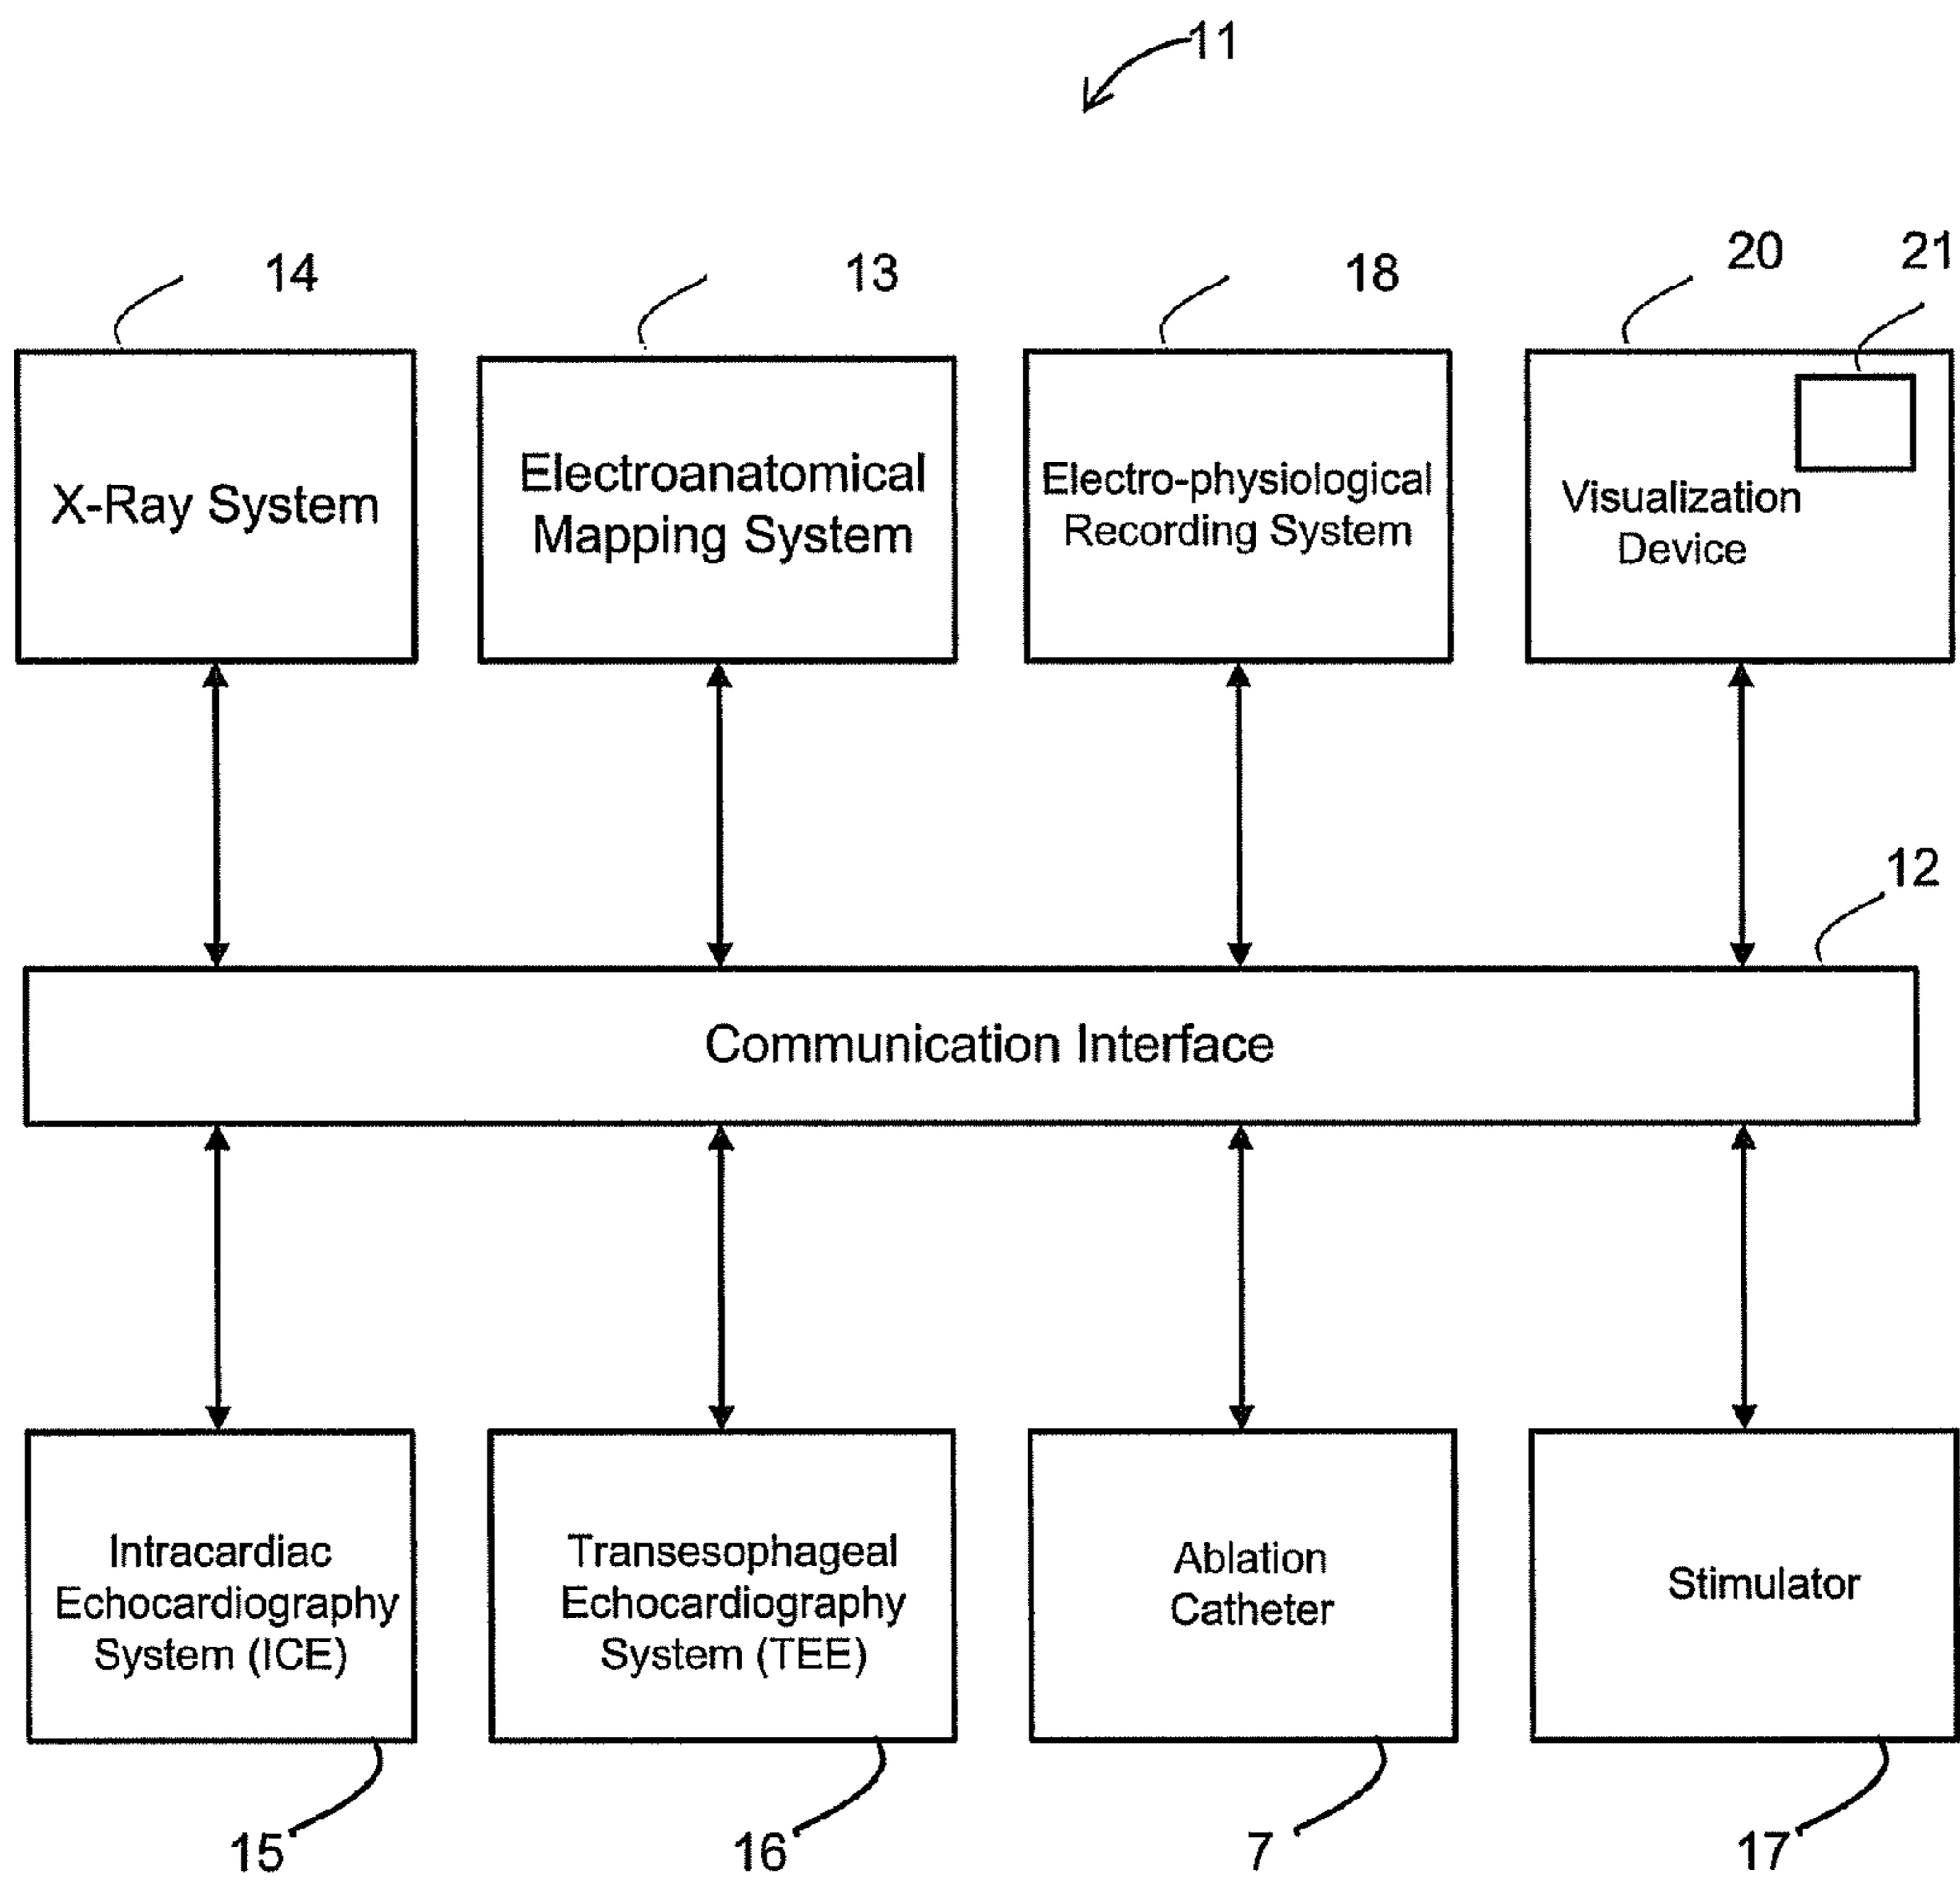 11
14
13
18
20
21
X-Ray System
Electroanatomical
Mapping System
Electro-physiological
Recording System
Visualization
Device
12
Communication Interface
Intracardiac
Echocardiography
System (ICE)
Transesophageal
Echocardiography
System (TEE)
Ablation
Catheter
Stimulator
15
16
7
17